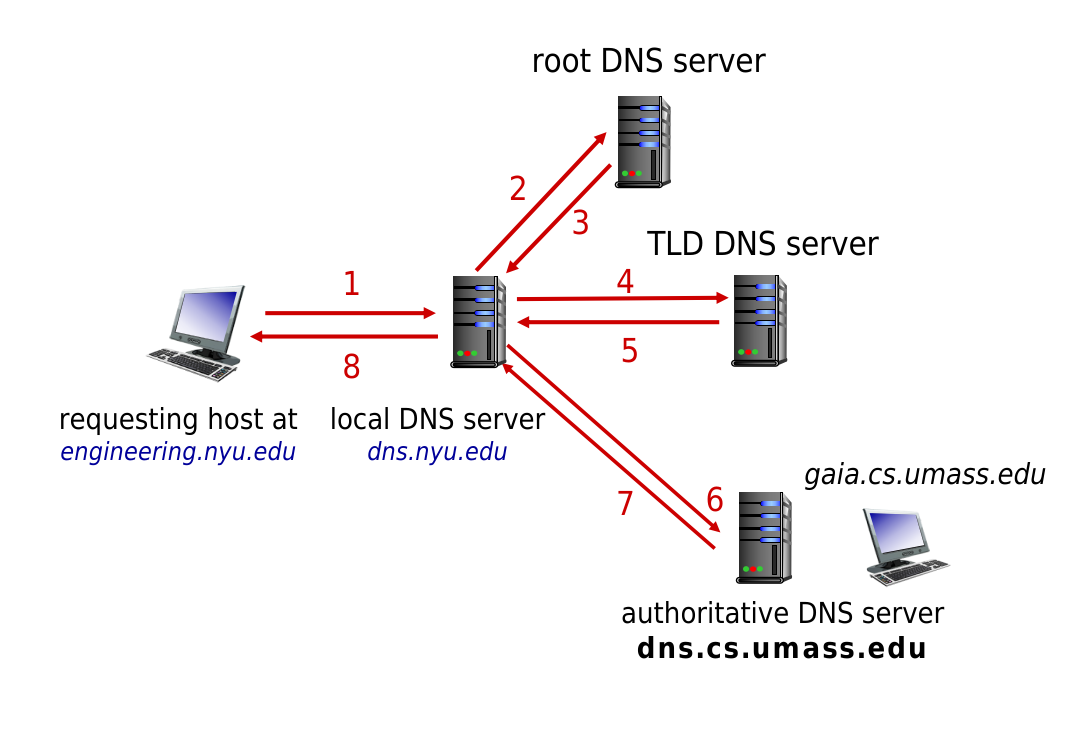 root DNS server
2
3
TLD DNS server
1
4
5
8
requesting host at
engineering.nyu.edu
local DNS server
dns.nyu.edu
gaia.cs.umass.edu
6
7
authoritative DNS server
dns.cs.umass.edu